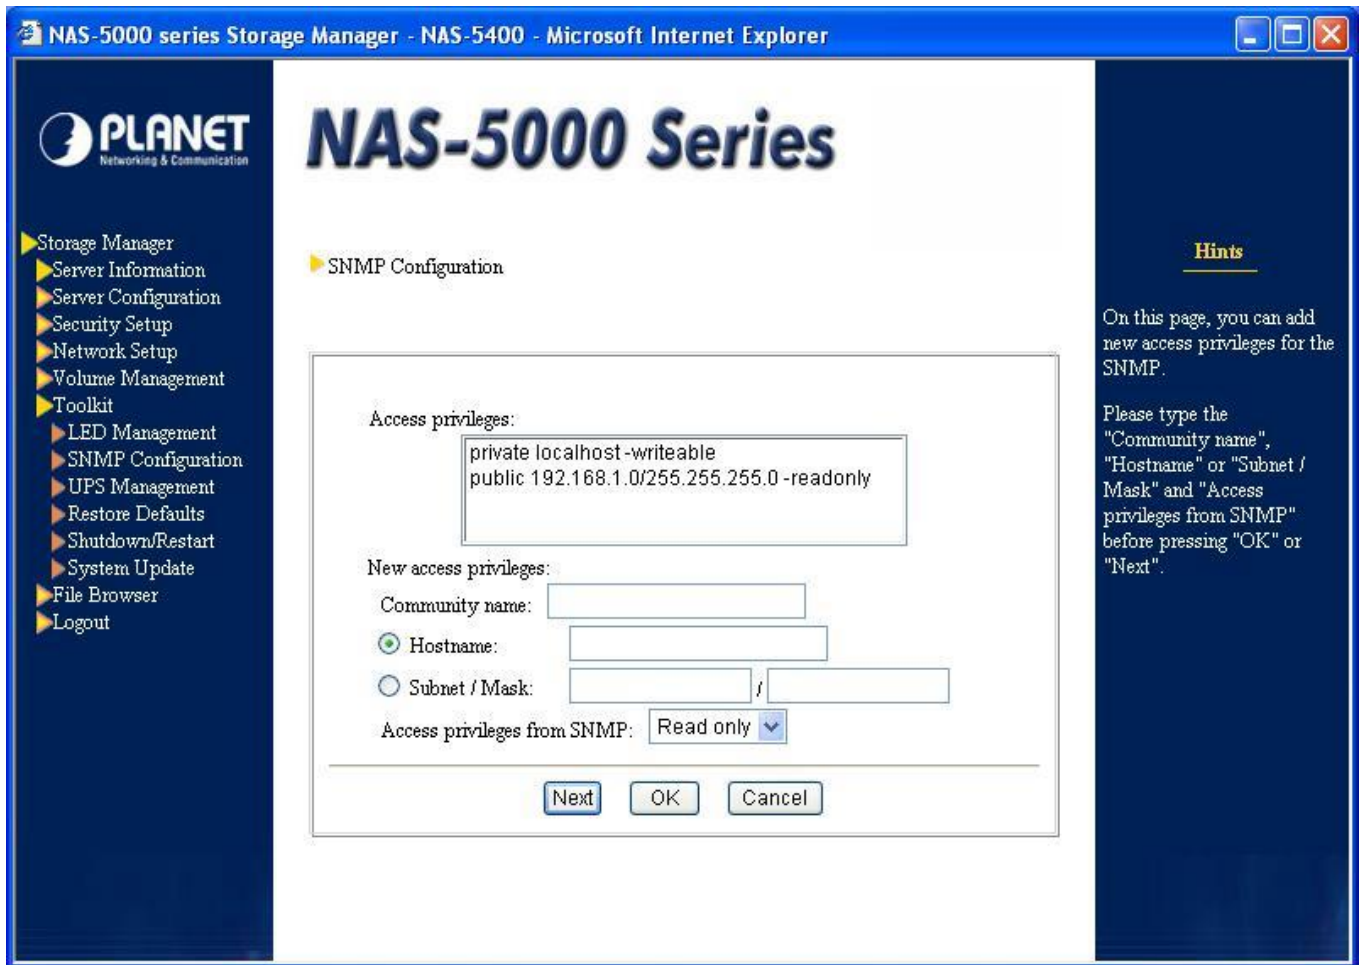 NAS-5000 series Storage Manager - NAS-5400 - Microsoft Internet Explorer
PLANET
Networking & Communication
NAS-5000 Series
Storage Manager
Server Information
Server Configuration
Security Setup
Network Setup
Volume Management
Toolkit
LED Management
SNMP Configuration
UPS Management
Restore Defaults
Shutdown/Restart
System Update
File Browser
Logout
SNMP Configuration
Access privileges:
private localhost -writeable
public 192.168.1.0/255.255.255.0 -readonly
New access privileges:
Community name:
Hostname:
Subnet / Mask: /
Access privileges from SNMP: Read only
Next OK Cancel
Hints
On this page, you can add
new access privileges for the
SNMP.
Please type the
"Community name",
"Hostname" or "Subnet /
Mask" and "Access
privileges from SNMP"
before pressing "OK" or
"Next".